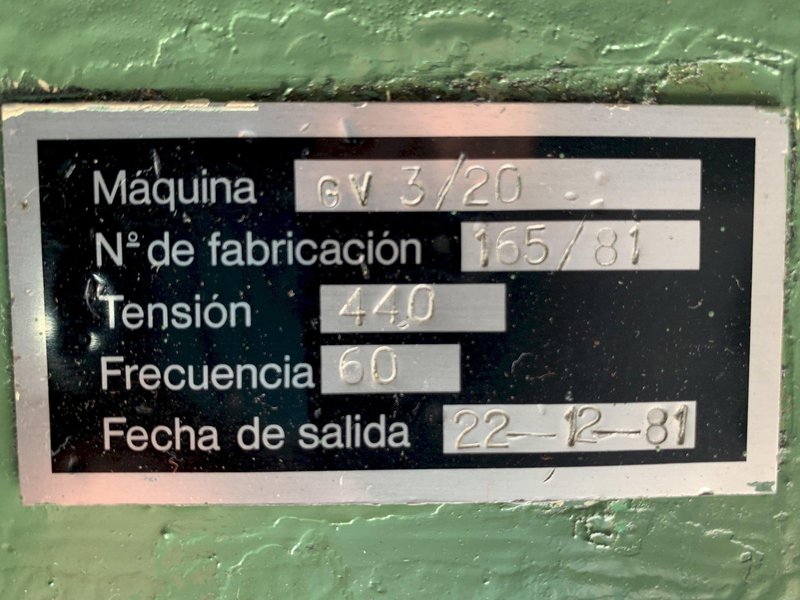 Máquina GV 3/20
Nº de fabricación 165/81
Tensión 440
Frecuencia 60
Fecha de salida 22-12-81